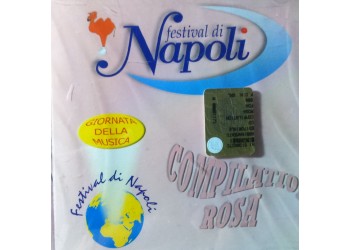 festival di
Napoli
GIORNATA
DELLA
MUSICA
Festival di Napoli
COMPILATION
ROSA